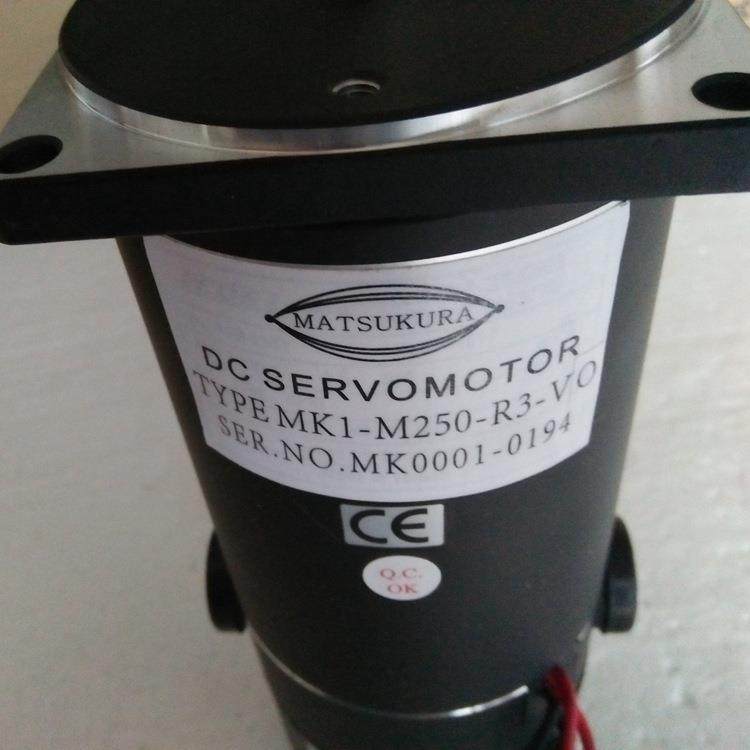 MATSUKURA
DC SERVOMOTOR
TYPE MK1-M250-R3-VO
SER.NO.MK0001-0194
CE
Q.C.
OK